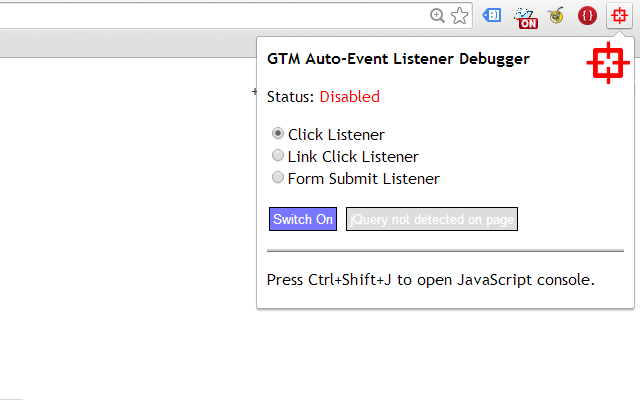 ON
GTM Auto-Event Listener Debugger
Status: Disabled
Click Listener
Link Click Listener
Form Submit Listener
Switch On
jQuery not detected on page
Press Ctrl+Shift+J to open JavaScript console.